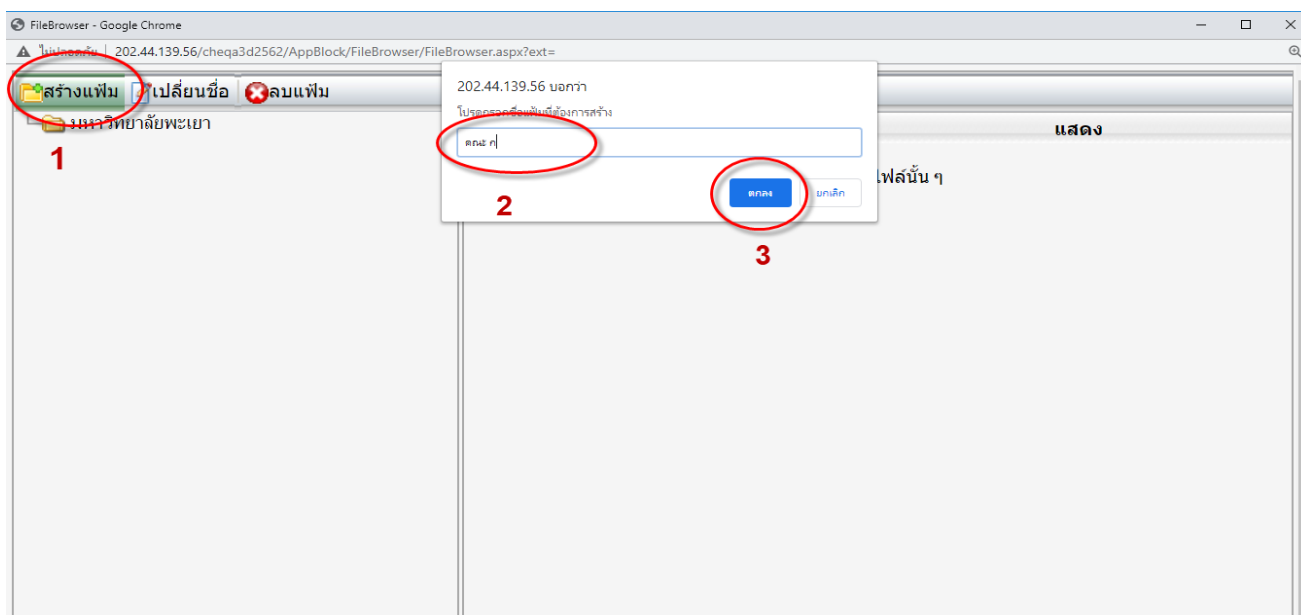 FileBrowser - Google Chrome
ไม่ปลอดภัย | 202.44.139.56/cheqa3d2562/AppBlock/FileBrowser/FileBrowser.aspx?ext=
สร้างแฟ้ม เปลี่ยนชื่อ ลบแฟ้ม
มหาวิทยาลัยพะเยา
1
202.44.139.56 บอกว่า
โปรดกรอกชื่อแฟ้มที่ต้องการสร้าง
คณะ ก
2
ตกลง
ยกเลิก
3
แสดง
ไฟล์นั้น ๆ